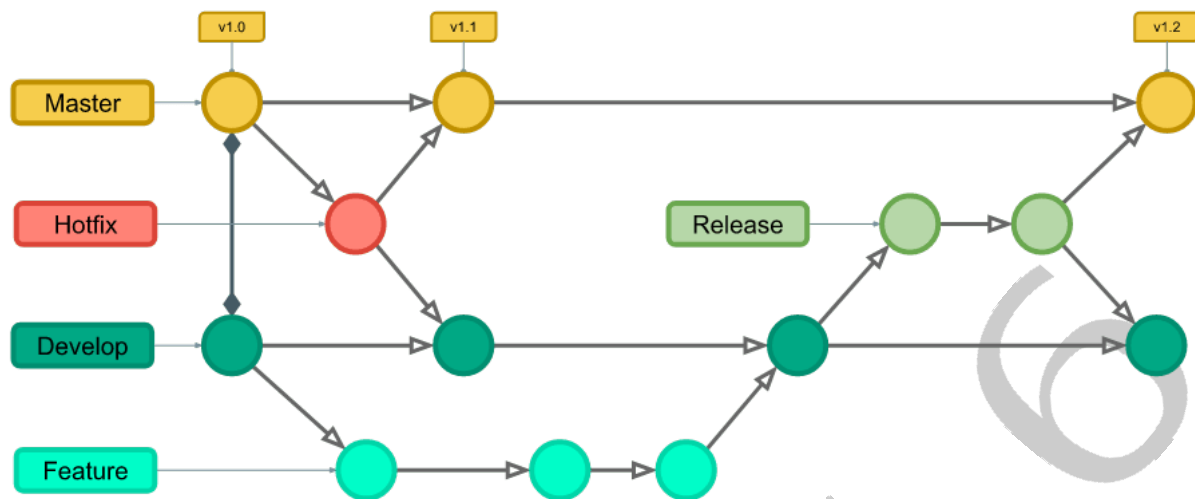 v1.0
v1.1
v1.2
Master
Hotfix
Release
Develop
Feature